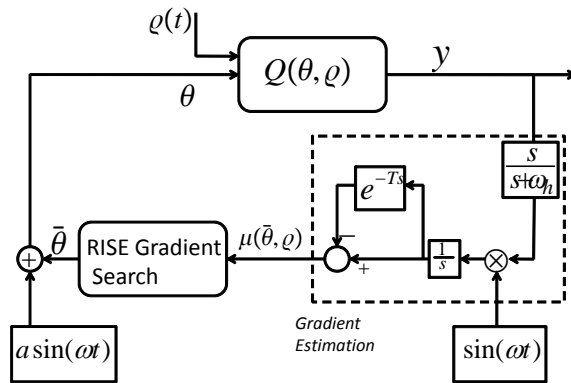 ϱ(t)
Q(θ, ϱ)
y
θ
s
s+ω_h
e^{-Ts}
θ̄
RISE Gradient
Search
μ(θ̄, ϱ)
−
+
1
s
×
+
Gradient
Estimation
a sin(ωt)
sin(ωt)